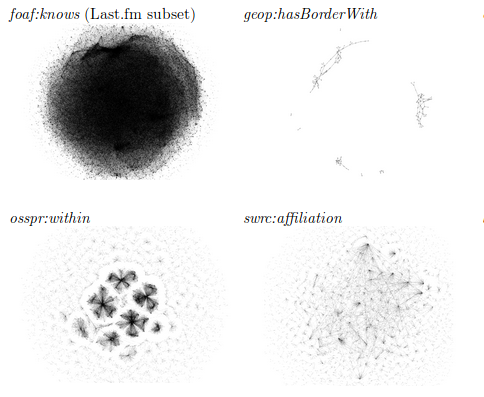 foaf:knows (Last.fm subset)
geop:hasBorderWith
osspr:within
swrc:affiliation